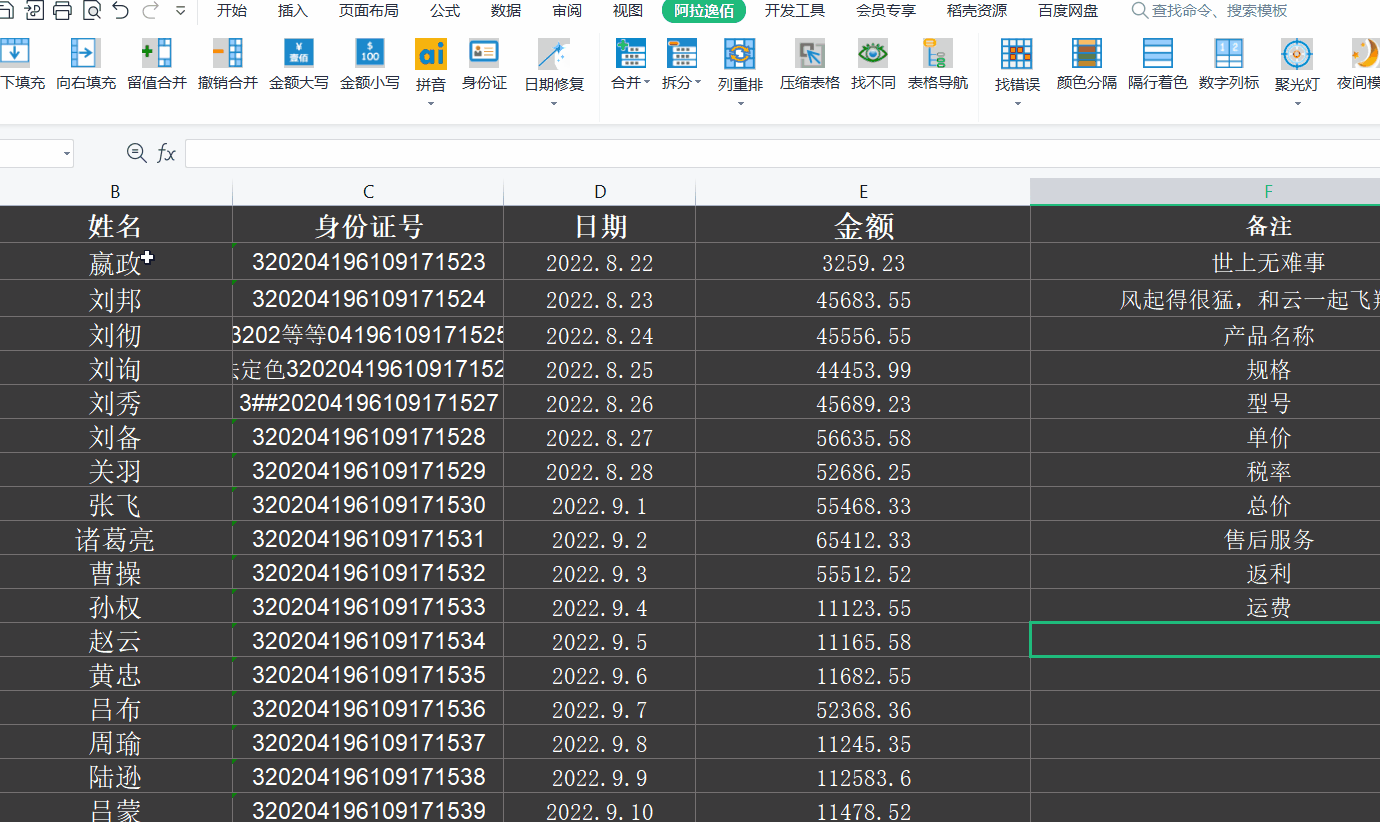 开始 插入 页面布局 公式 数据 审阅 视图 阿拉逸佰 开发工具 会员专享 稻壳资源 百度网盘 查找命令、搜索模板
¥ 壹佰 $ 100 ai 1 2
下填充 向右填充 留值合并 撤销合并 金额大写 金额小写 拼音 身份证 日期修复 合并 拆分 列重排 压缩表格 找不同 表格导航 找错误 颜色分隔 隔行着色 数字列标 聚光灯 夜间模
fx
B C D E F
姓名 身份证号 日期 金额 备注
嬴政 320204196109171523 2022.8.22 3259.23 世上无难事
刘邦 320204196109171524 2022.8.23 45683.55 风起得很猛，和云一起飞翔
刘彻 3202等等04196109171525 2022.8.24 45556.55 产品名称
刘询 定色32020419610917152 2022.8.25 44453.99 规格
刘秀 3##20204196109171527 2022.8.26 45689.23 型号
刘备 320204196109171528 2022.8.27 56635.58 单价
关羽 320204196109171529 2022.8.28 52686.25 税率
张飞 320204196109171530 2022.9.1 55468.33 总价
诸葛亮 320204196109171531 2022.9.2 65412.33 售后服务
曹操 320204196109171532 2022.9.3 55512.52 返利
孙权 320204196109171533 2022.9.4 11123.55 运费
赵云 320204196109171534 2022.9.5 11165.58
黄忠 320204196109171535 2022.9.6 11682.55
吕布 320204196109171536 2022.9.7 52368.36
周瑜 320204196109171537 2022.9.8 11245.35
陆逊 320204196109171538 2022.9.9 112583.6
吕蒙 320204196109171539 2022.9.10 11478.52